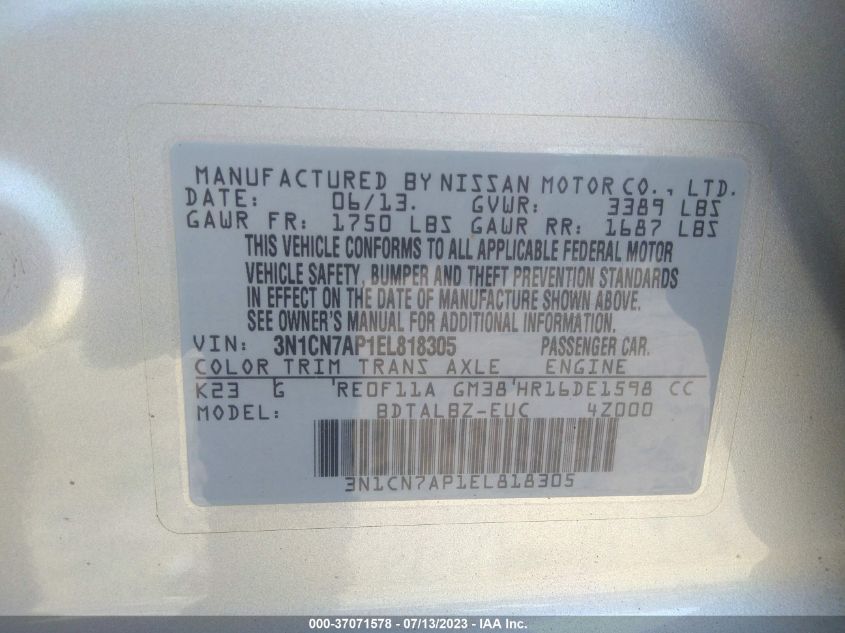 MANUFACTURED BY NISSAN MOTOR CO., LTD.
DATE: 06/13. GVWR: 3389 LBS
GAWR FR: 1750 LBS GAWR RR: 1687 LBS
THIS VEHICLE CONFORMS TO ALL APPLICABLE FEDERAL MOTOR
VEHICLE SAFETY, BUMPER AND THEFT PREVENTION STANDARDS
IN EFFECT ON THE DATE OF MANUFACTURE SHOWN ABOVE.
SEE OWNER'S MANUAL FOR ADDITIONAL INFORMATION.
VIN: 3N1CN7AP1EL818305 PASSENGER CAR.
COLOR TRIM TRANS AXLE ENGINE
K23 G RE0F11A GM38 HR16DE1598 CC
MODEL: BDTALBZ-EUC 4Z000
3N1CN7AP1EL818305
000-37071578 - 07/13/2023 - IAA Inc.